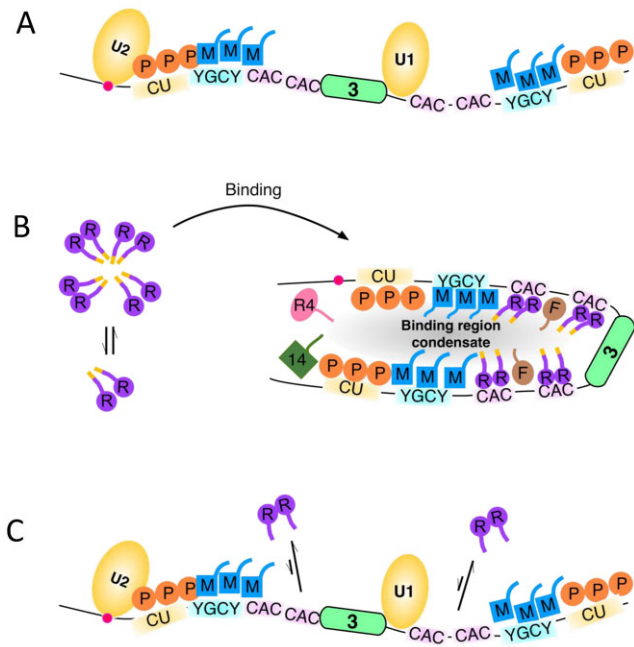 A
U2
P P P M M M
CU YGCY CAC CAC
3
U1
CAC CAC YGCY CU
M M M P P P
B
Binding
R R R R
R R R R
R
R
R4
CU YGCY CAC CAC
P P P M M M R R F R R
Binding region
condensate
3
14
P P P M M M R R F R R
CU YGCY CAC CAC
C
R R
R R
U2
P P P M M M
CU YGCY CAC CAC
3
U1
CAC CAC YGCY CU
M M M P P P